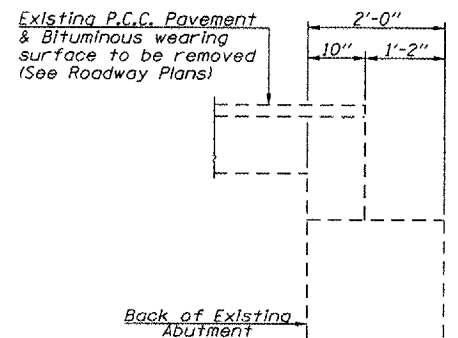 Existing P.C.C. Pavement
& Bituminous wearing
surface to be removed
(See Roadway Plans)
2'-0"
10"
1'-2"
Back of Existing
Abutment